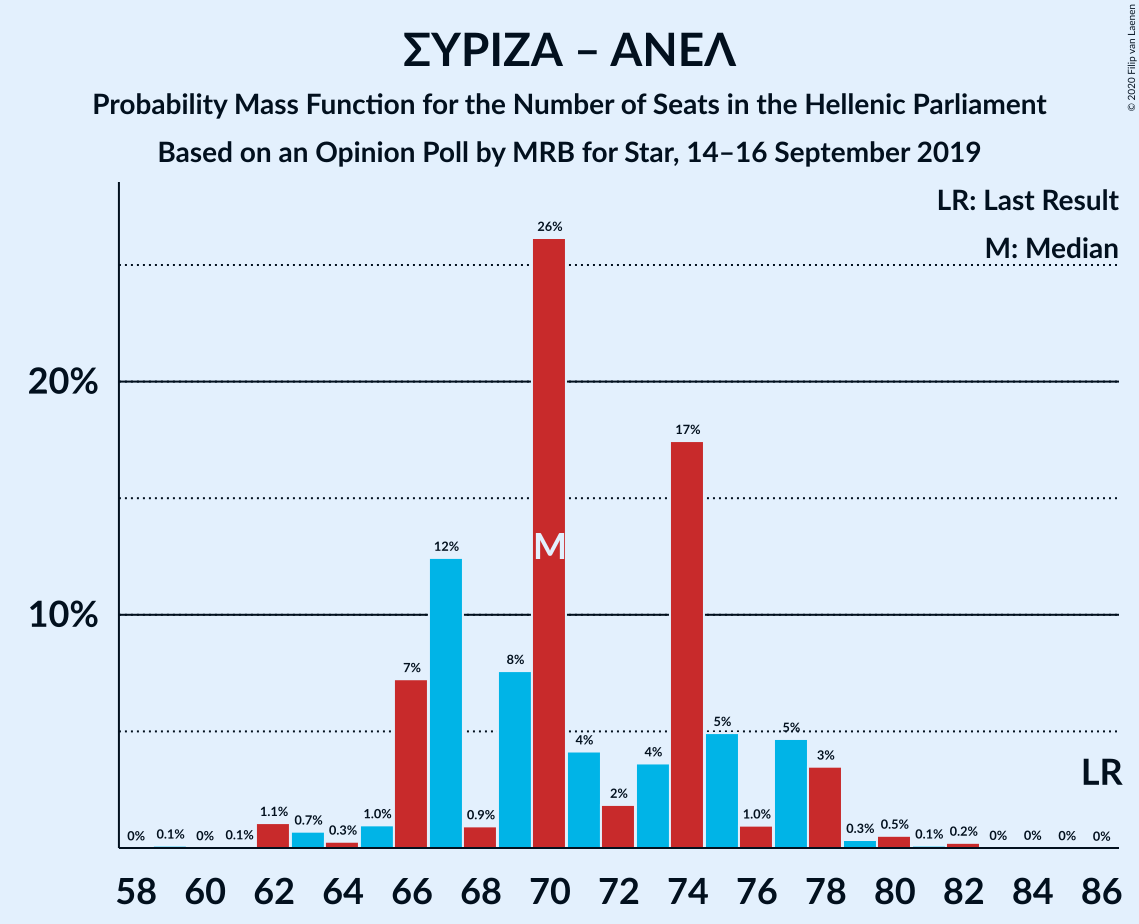 ΣΥΡΙΖΑ – ΑΝΕΛ
Probability Mass Function for the Number of Seats in the Hellenic Parliament
Based on an Opinion Poll by MRB for Star, 14–16 September 2019
© 2020 Filip van Laenen
LR: Last Result
M: Median
20%
10%
0% 0.1% 0% 0.1% 1.1% 0.7% 0.3% 1.0% 7% 12% 0.9% 8% 26% 4% 2% 4% 17% 5% 1.0% 5% 3% 0.3% 0.5% 0.1% 0.2% 0% 0% 0% 0%
M
LR
58 60 62 64 66 68 70 72 74 76 78 80 82 84 86